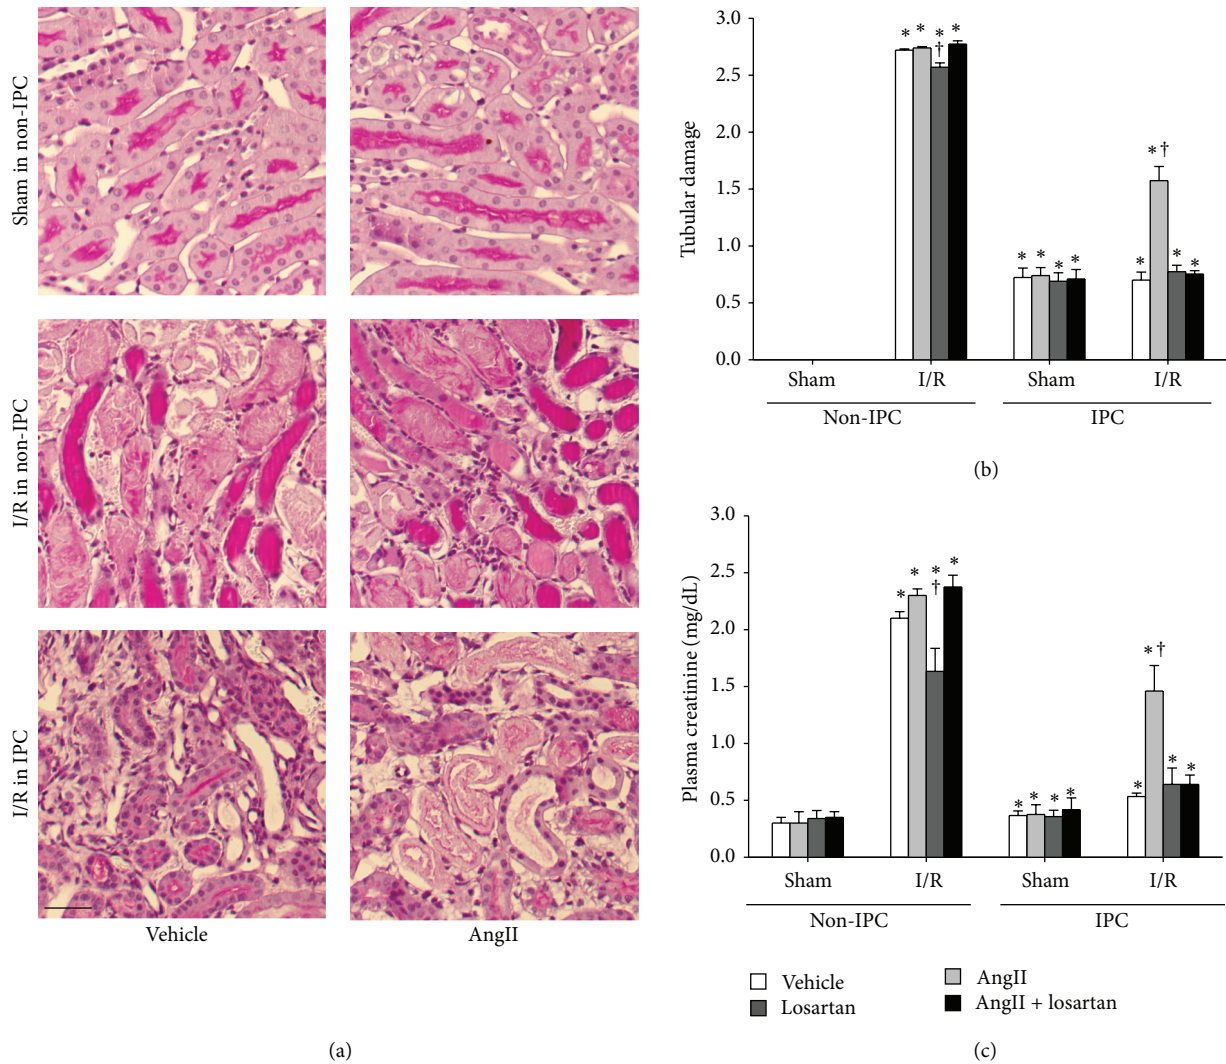 Sham in non-IPC
I/R in non-IPC
I/R in IPC
Vehicle
AngII
(a)
Tubular damage
3.0
2.5
2.0
1.5
1.0
0.5
0.0
* * * *
†
* †
* * * *
* * *
Sham
I/R
Sham
I/R
Non-IPC
IPC
(b)
Plasma creatinine (mg/dL)
3.0
2.5
2.0
1.5
1.0
0.5
0.0
* * * *
†
* †
* * * *
* * *
Sham
I/R
Sham
I/R
Non-IPC
IPC
Vehicle
AngII
Losartan
AngII + losartan
(c)